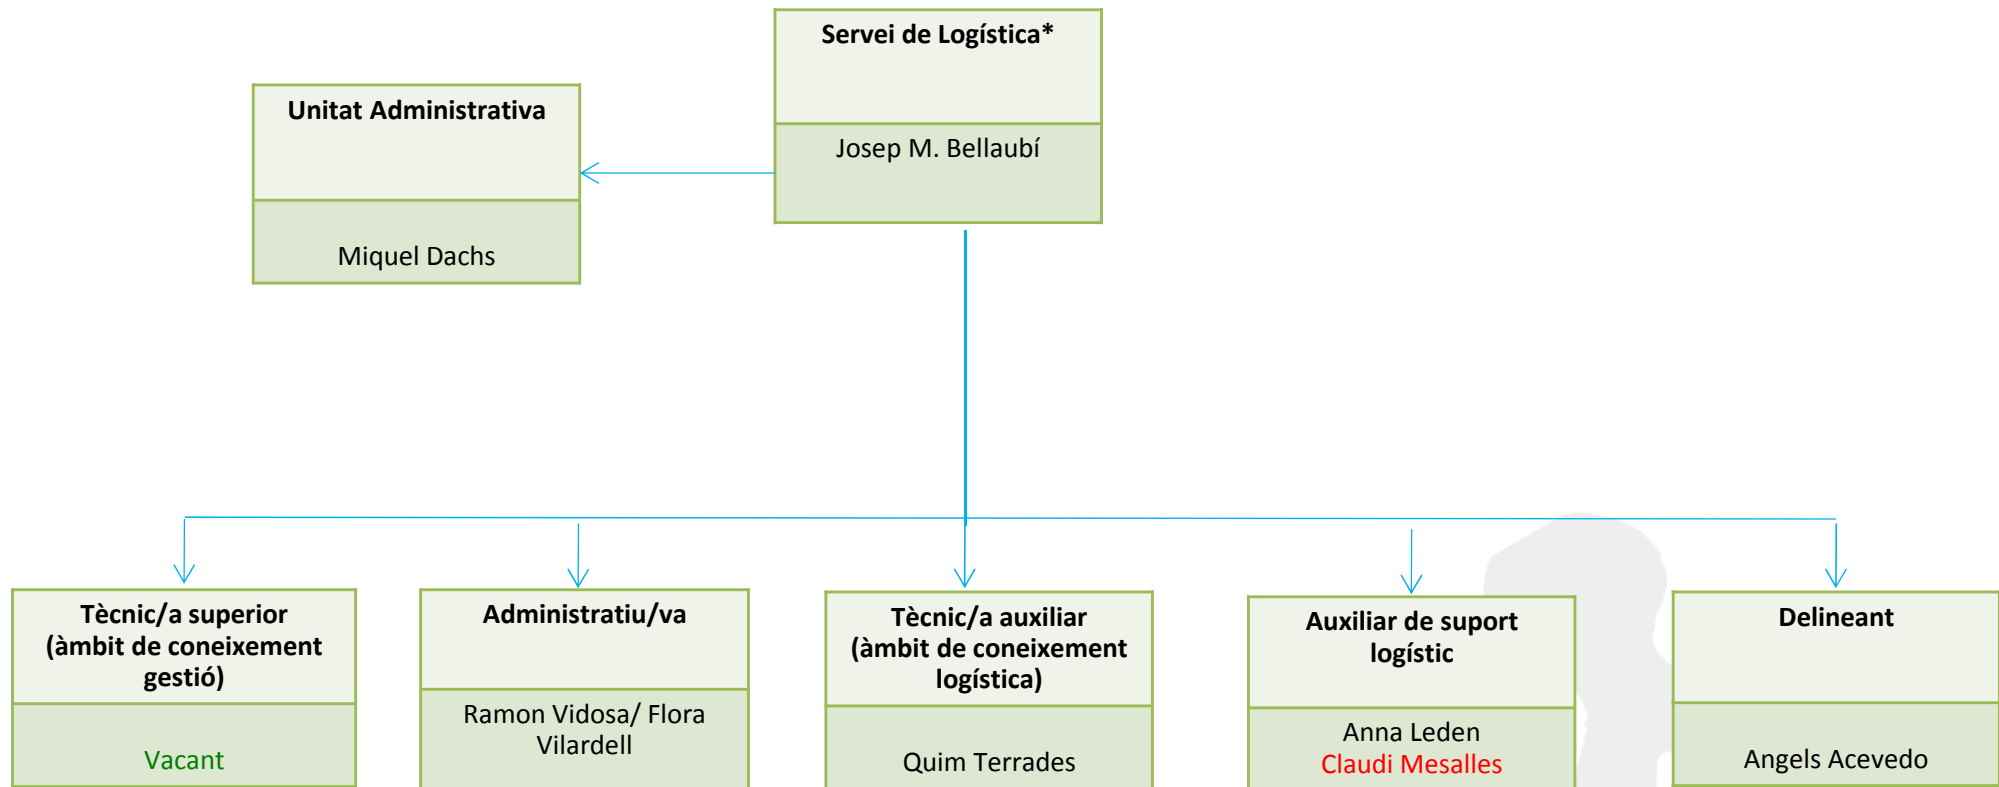 Servei de Logística*
Josep M. Bellaubí
Unitat Administrativa
Miquel Dachs
Tècnic/a superior
(àmbit de coneixement
gestió)
Vacant
Administratiu/va
Ramon Vidosa/ Flora
Vilardell
Tècnic/a auxiliar
(àmbit de coneixement
logística)
Quim Terrades
Auxiliar de suport
logístic
Anna Leden
Claudi Mesalles
Delineant
Angels Acevedo